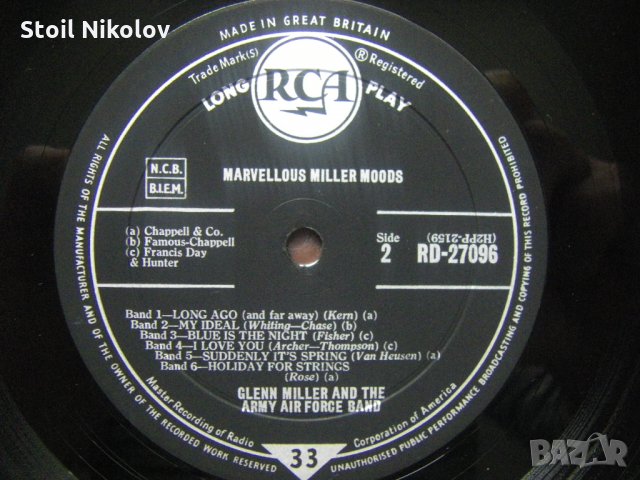 Stoil Nikolov
MADE IN GREAT BRITAIN
Trade Mark(s) ® Registered
LONG RCA PLAY
N.C.B.
B.I.E.M.
MARVELLOUS MILLER MOODS
(a) Chappell & Co.
(b) Famous-Chappell
(c) Francis Day
& Hunter
Side
2
(H2PP-2159)
RD-27096
Band 1—LONG AGO (and far away) (Kern) (a)
Band 2—MY IDEAL (Whiting—Chase) (b)
Band 3—BLUE IS THE NIGHT (Fisher) (c)
Band 4—I LOVE YOU (Archer—Thompson) (c)
Band 5—SUDDENLY IT'S SPRING (Van Heusen) (a)
Band 6—HOLIDAY FOR STRINGS
(Rose) (a)
GLENN MILLER AND THE
ARMY AIR FORCE BAND
Master Recording of Radio Corporation of America
33
ALL RIGHTS OF THE MANUFACTURER AND OF THE OWNER OF THE RECORDED WORK RESERVED
UNAUTHORISED PUBLIC PERFORMANCE BROADCASTING AND COPYING OF THIS RECORD PROHIBITED
BAZAR